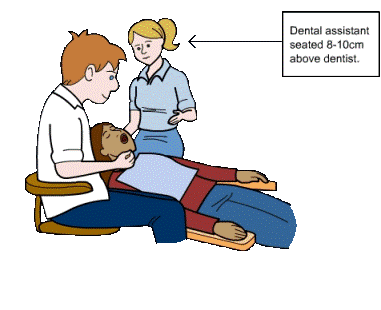 Dental assistant
seated 8-10cm
above dentist.